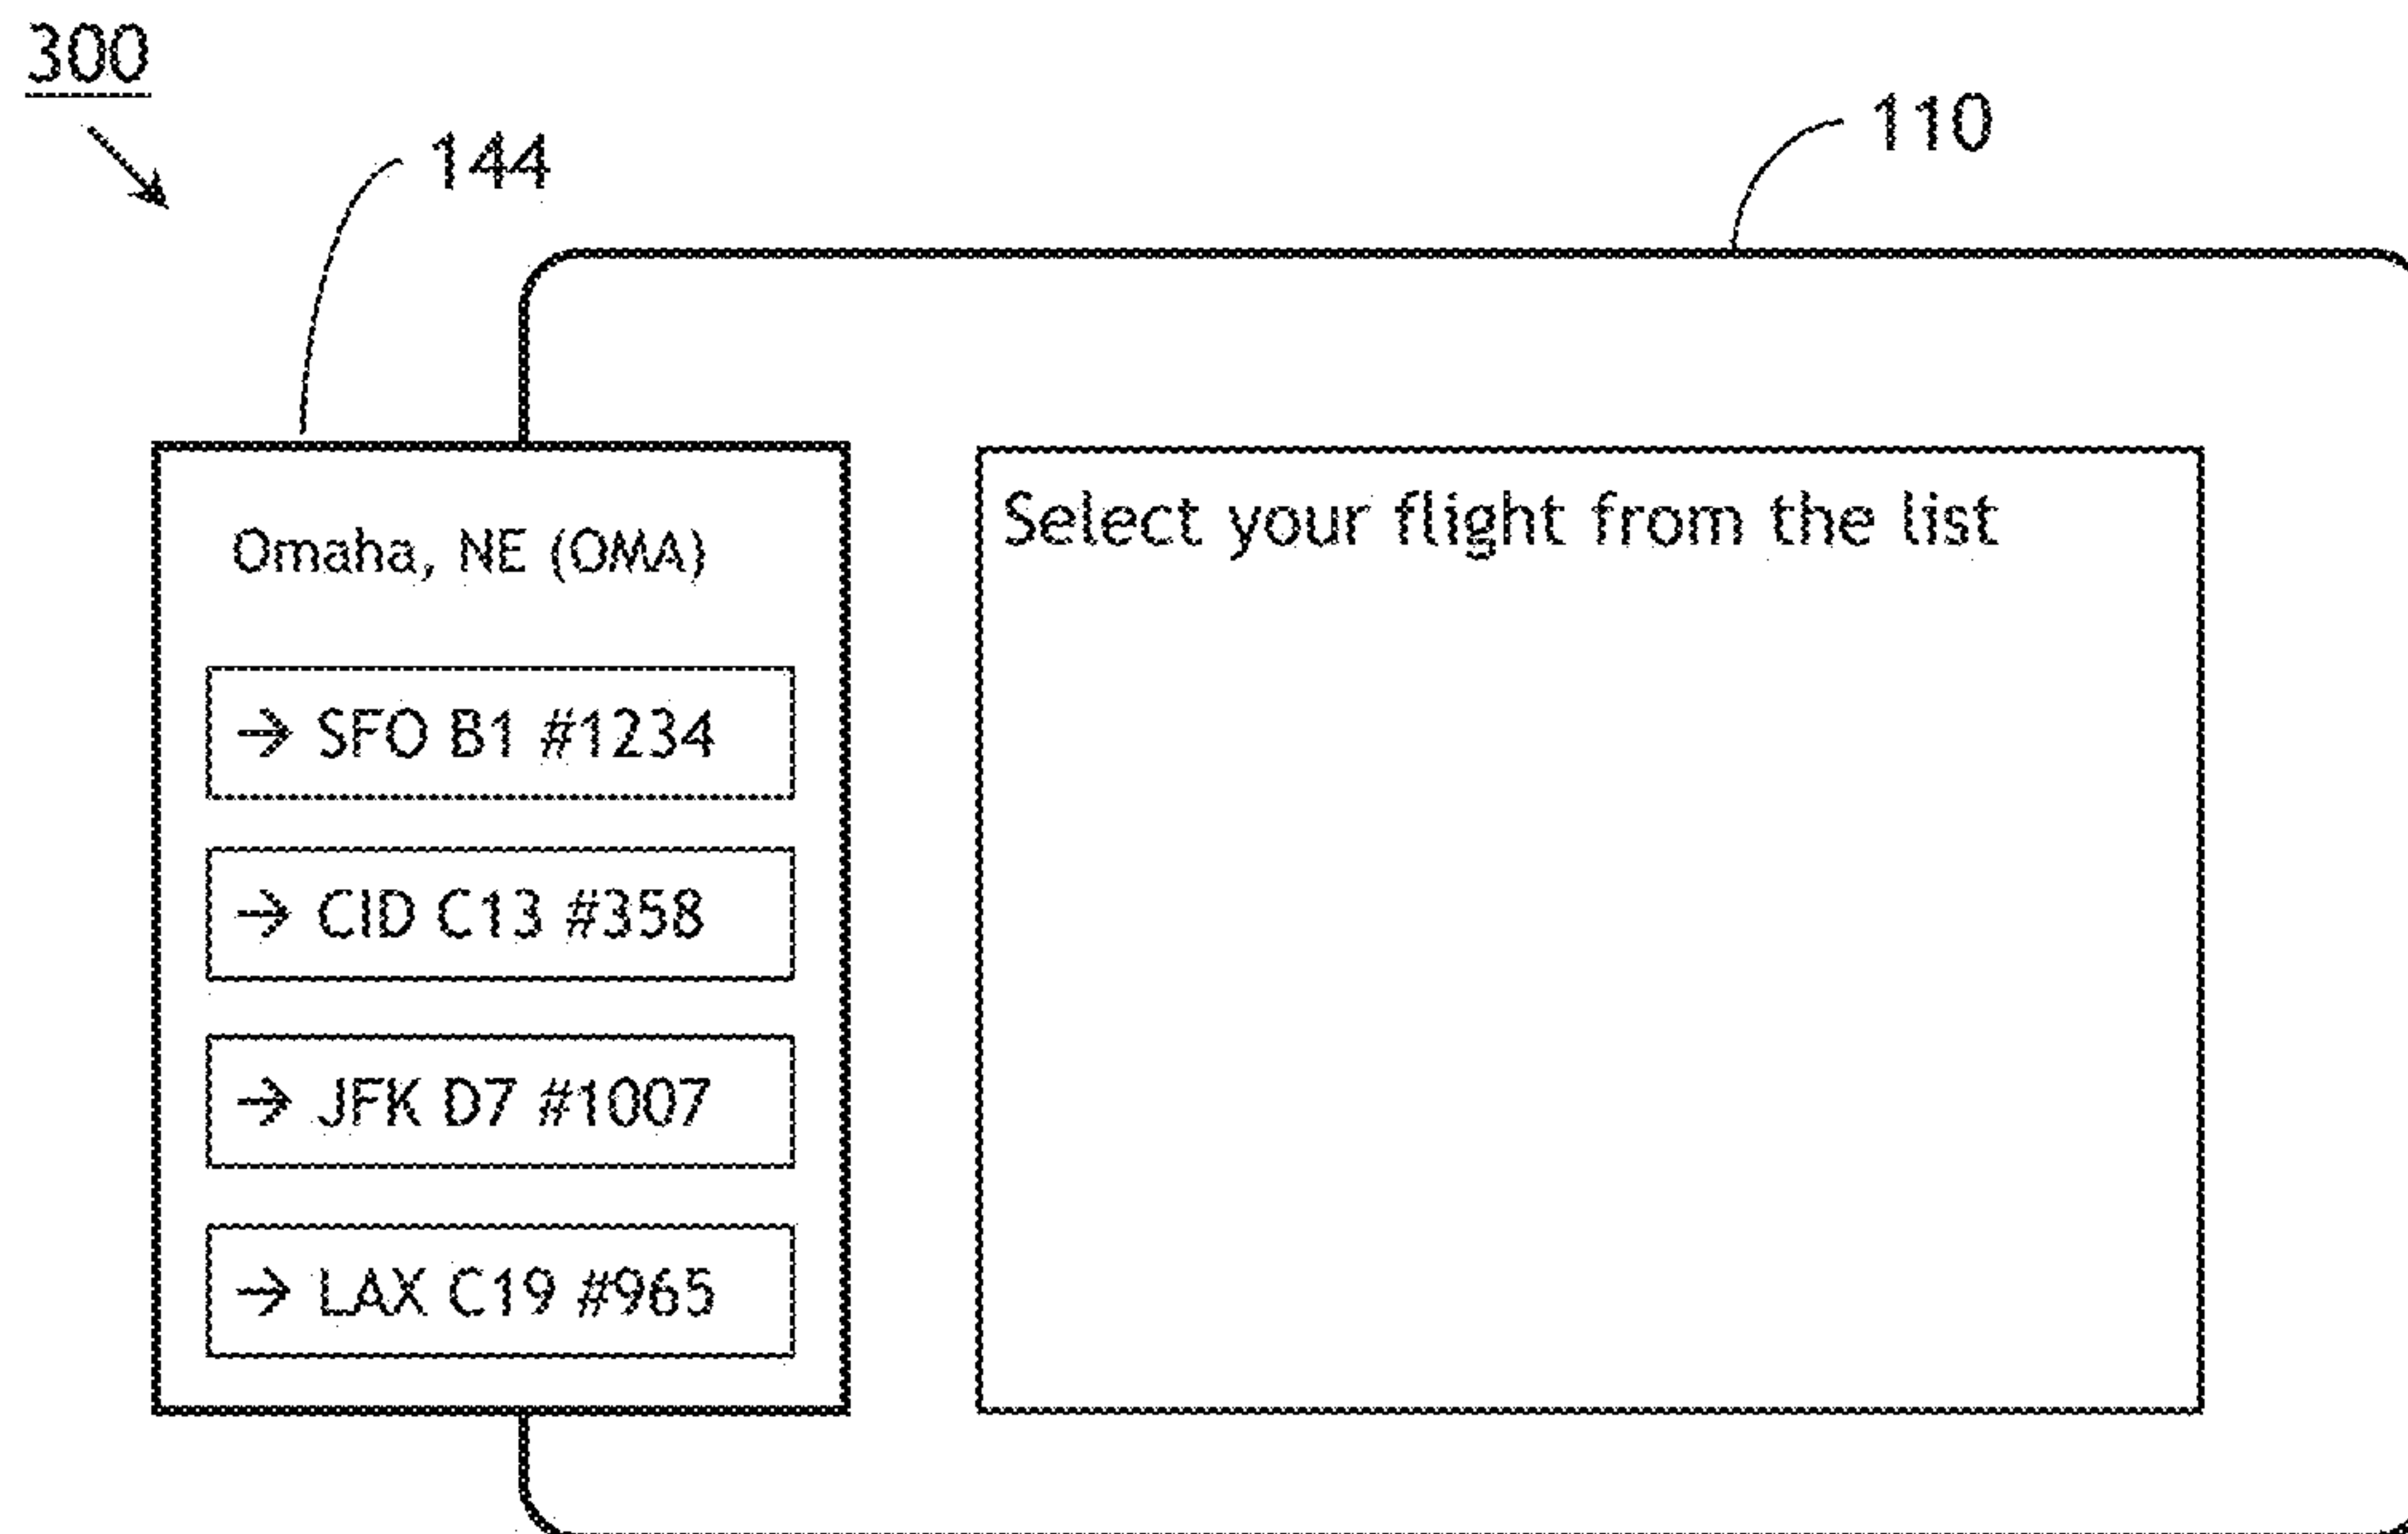 300
144
110
Omaha, NE (OMA)
→ SFO B1 #1234
→ CID C13 #358
→ JFK D7 #1007
→ LAX C19 #965
Select your flight from the list